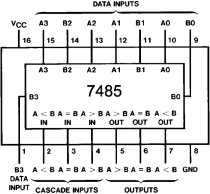 DATA INPUTS
VCC A3 B2 A2 A1 B1 A0 B0
16 15 14 13 12 11 10 9
A3 B2 A2 A1 B1 A0
7485
B3 B0
A < B A = B A > B A > B A = B A < B
IN IN IN OUT OUT OUT
1 2 3 4 5 6 7 8
B3 A < B A = B A > B A > B A = B A < B GND
DATA INPUT CASCADE INPUTS OUTPUTS